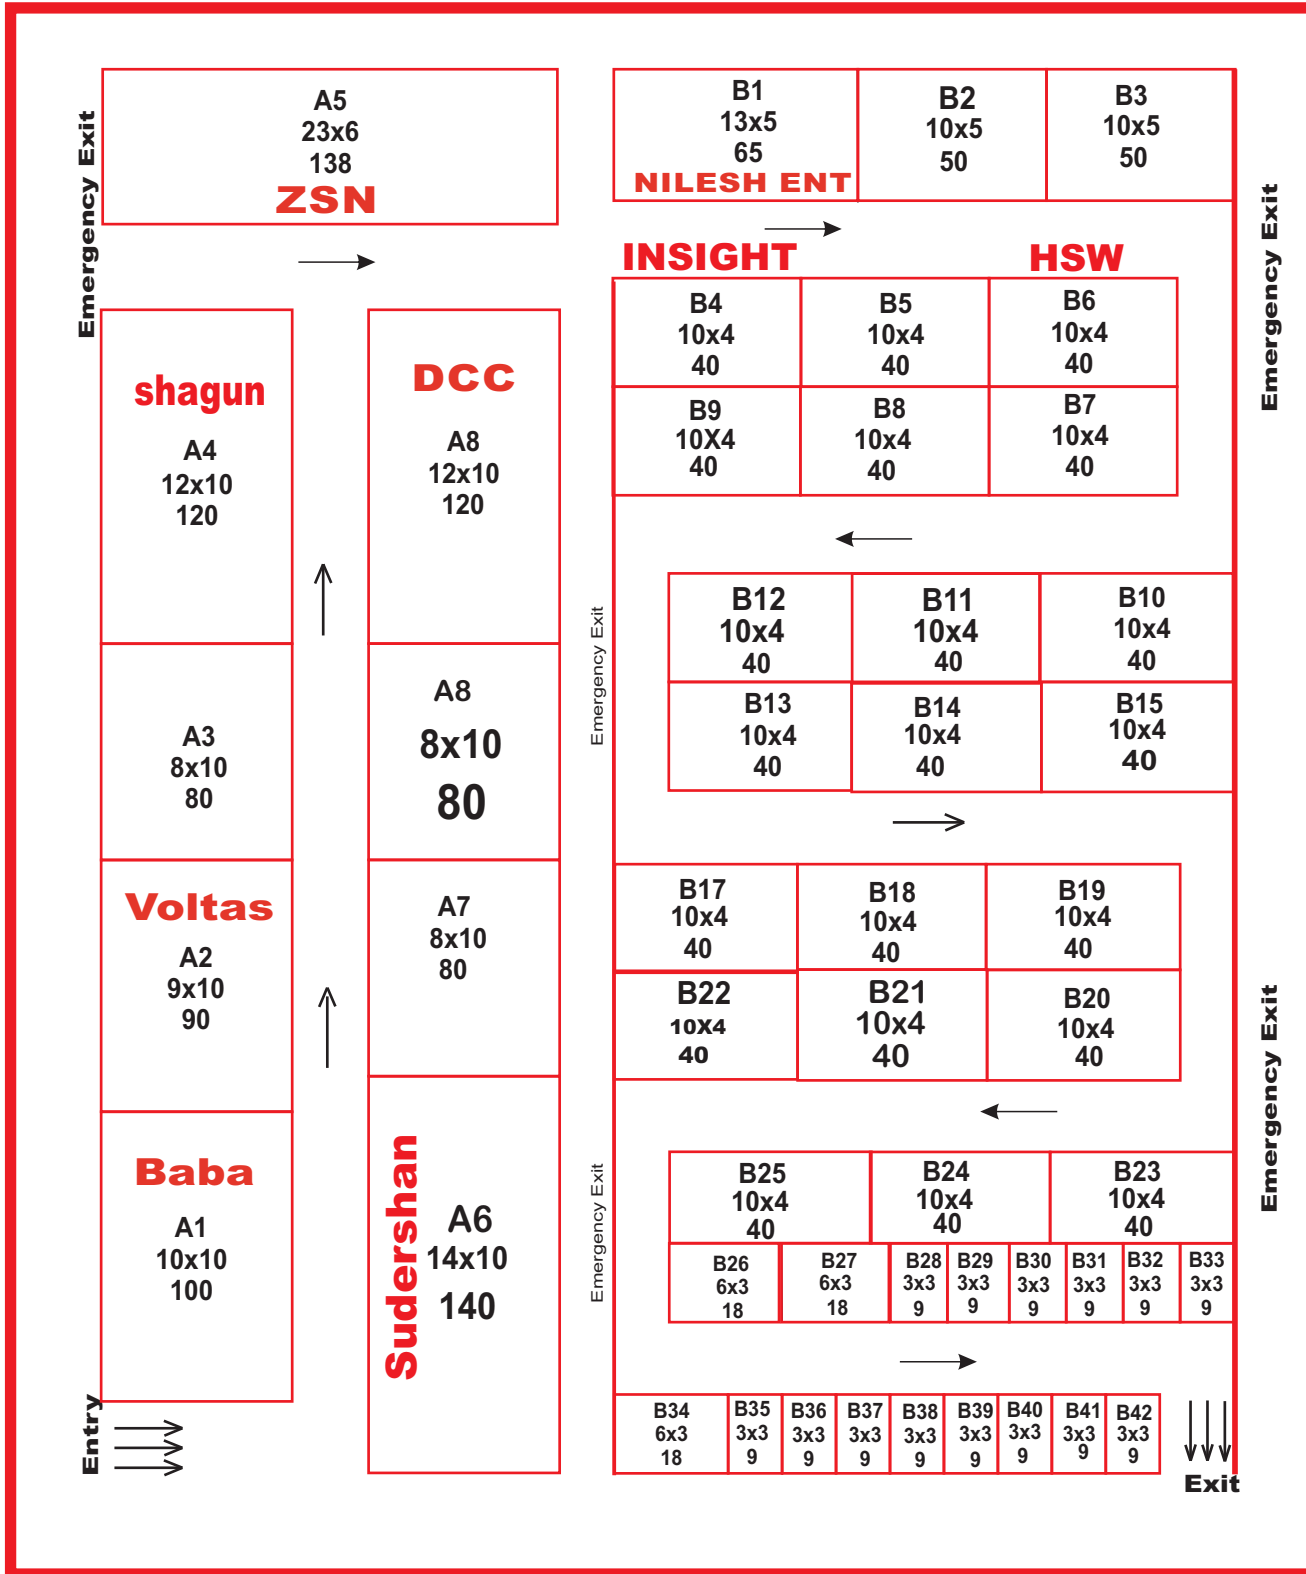 Emergency Exit
A5
23x6
138
ZSN
B1
13x5
65
NILESH ENT
B2
10x5
50
B3
10x5
50
Emergency Exit
INSIGHT
HSW
B4
10x4
40
B5
10x4
40
B6
10x4
40
B9
10X4
40
B8
10x4
40
B7
10x4
40
shagun
A4
12x10
120
DCC
A8
12x10
120
Emergency Exit
B12
10x4
40
B11
10x4
40
B10
10x4
40
B13
10x4
40
B14
10x4
40
B15
10x4
40
A3
8x10
80
A8
8x10
80
Voltas
A2
9x10
90
A7
8x10
80
B17
10x4
40
B18
10x4
40
B19
10x4
40
B22
10X4
40
B21
10x4
40
B20
10x4
40
Emergency Exit
Baba
A1
10x10
100
Sudershan
A6
14x10
140
Emergency Exit
B25
10x4
40
B24
10x4
40
B23
10x4
40
B26
6x3
18
B27
6x3
18
B28
3x3
9
B29
3x3
9
B30
3x3
9
B31
3x3
9
B32
3x3
9
B33
3x3
9
Entry
B34
6x3
18
B35
3x3
9
B36
3x3
9
B37
3x3
9
B38
3x3
9
B39
3x3
9
B40
3x3
9
B41
3x3
9
B42
3x3
9
Exit